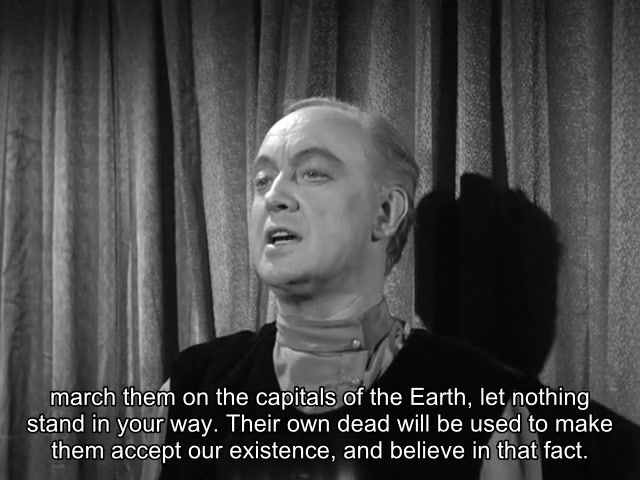 march them on the capitals of the Earth, let nothing
stand in your way. Their own dead will be used to make
them accept our existence, and believe in that fact.